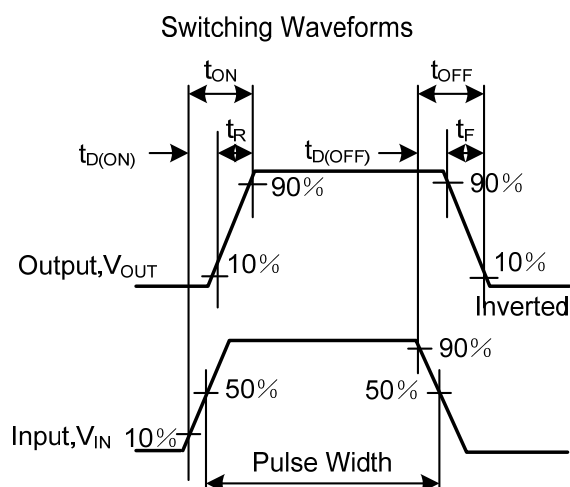 Switching Waveforms
tON
tOFF
tR
tF
tD(ON)
tD(OFF)
90%
90%
Output,VOUT
10%
10%
Inverted
90%
50%
50%
Input,VIN
10%
Pulse Width